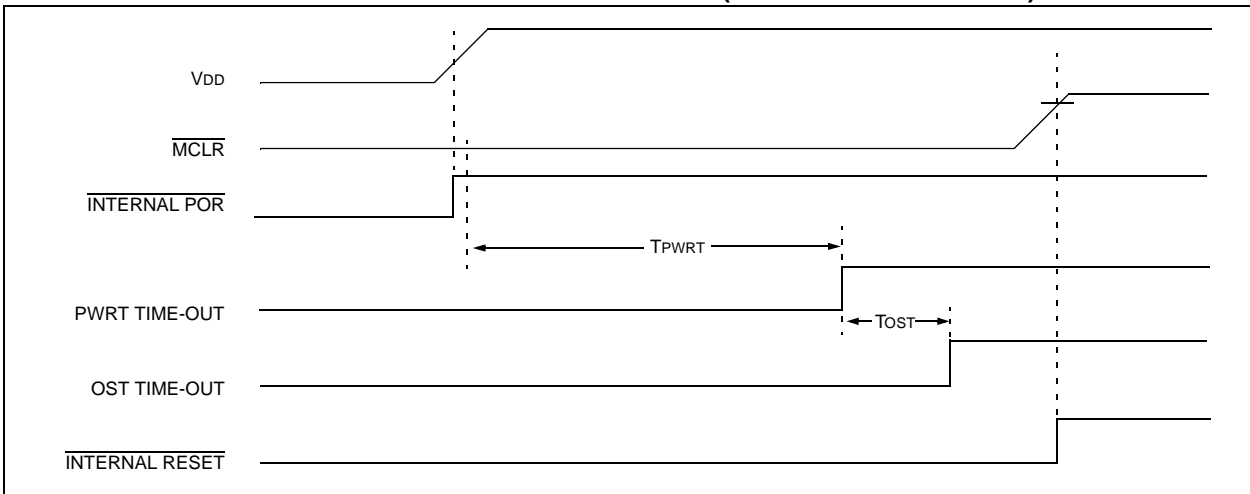 VDD
MCLR
INTERNAL POR
TPWRT
PWRT TIME-OUT
TOST
OST TIME-OUT
INTERNAL RESET